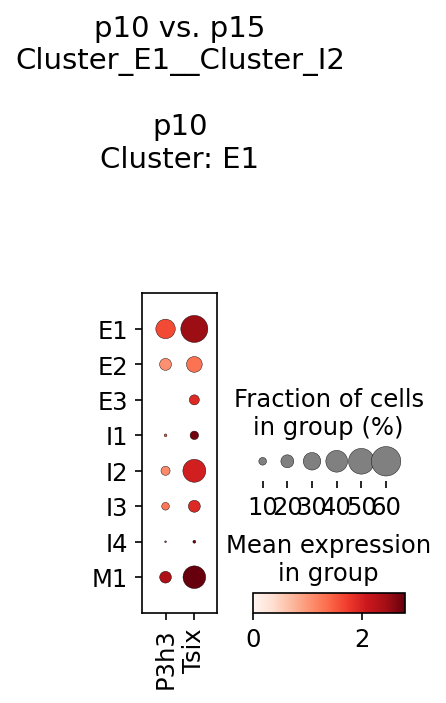 p10 vs. p15
Cluster_E1__Cluster_I2
p10
Cluster: E1
E1
E2
E3
I1
I2
I3
I4
M1
P3h3
Tsix
Fraction of cells
in group (%)
10 20 30 40 50 60
Mean expression
in group
0 2